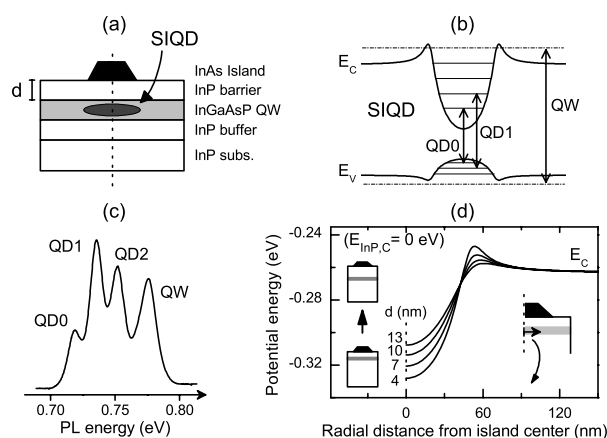 (a)
SIQD
d
InAs Island
InP barrier
InGaAsP QW
InP buffer
InP subs.
(b)
E_C
SIQD
QW
QD0
QD1
E_V
(c)
QD1
QD2
QW
QD0
0.70 0.75 0.80
PL energy (eV)
(d)
-0.24
(E_InP,C = 0 eV)
E_C
Potential energy (eV)
-0.28
d (nm)
13
10
7
4
-0.32
0 60 120
Radial distance from island center (nm)